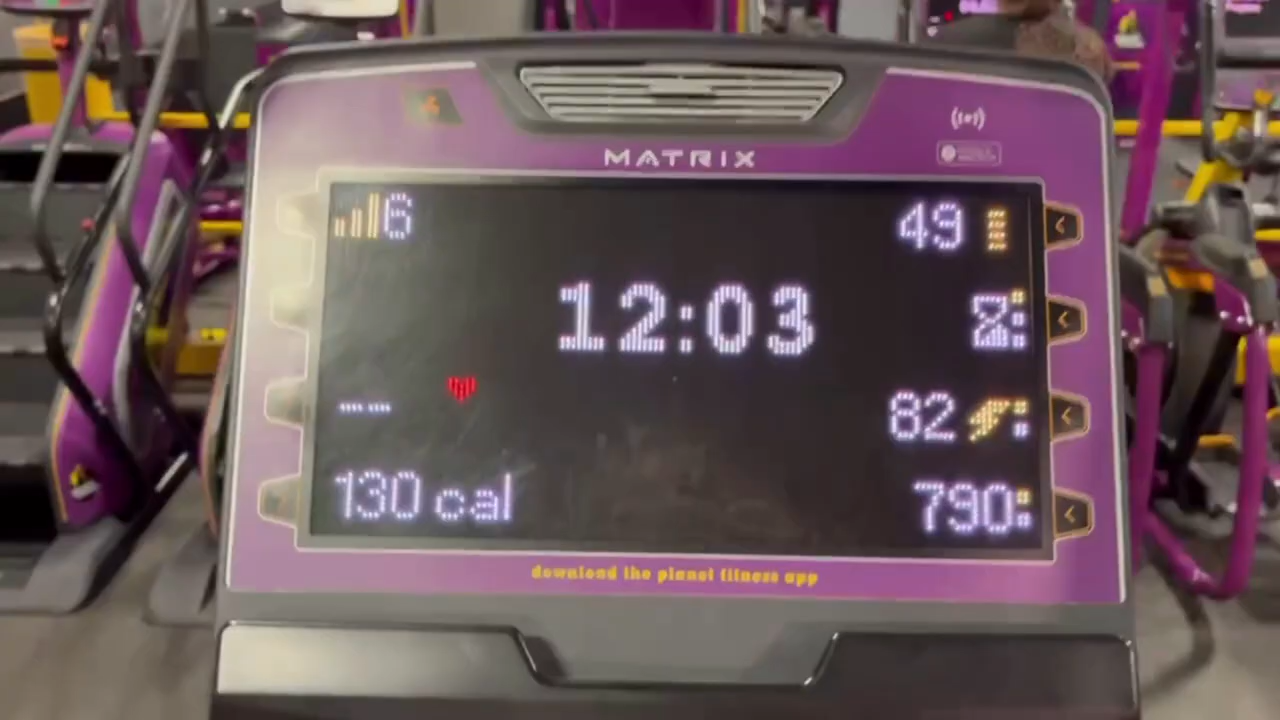 MATRIX
6
49
12:03
82
-- --
130 cal
790
download the planet fitness app